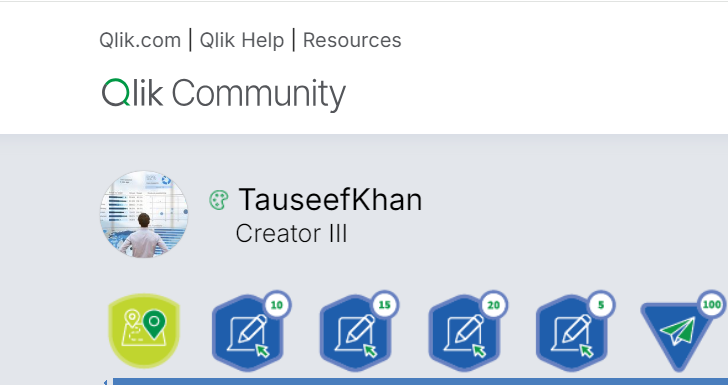 Qlik.com | Qlik Help | Resources
Qlik Community
TauseefKhan
Creator III
10 15 20 5 100